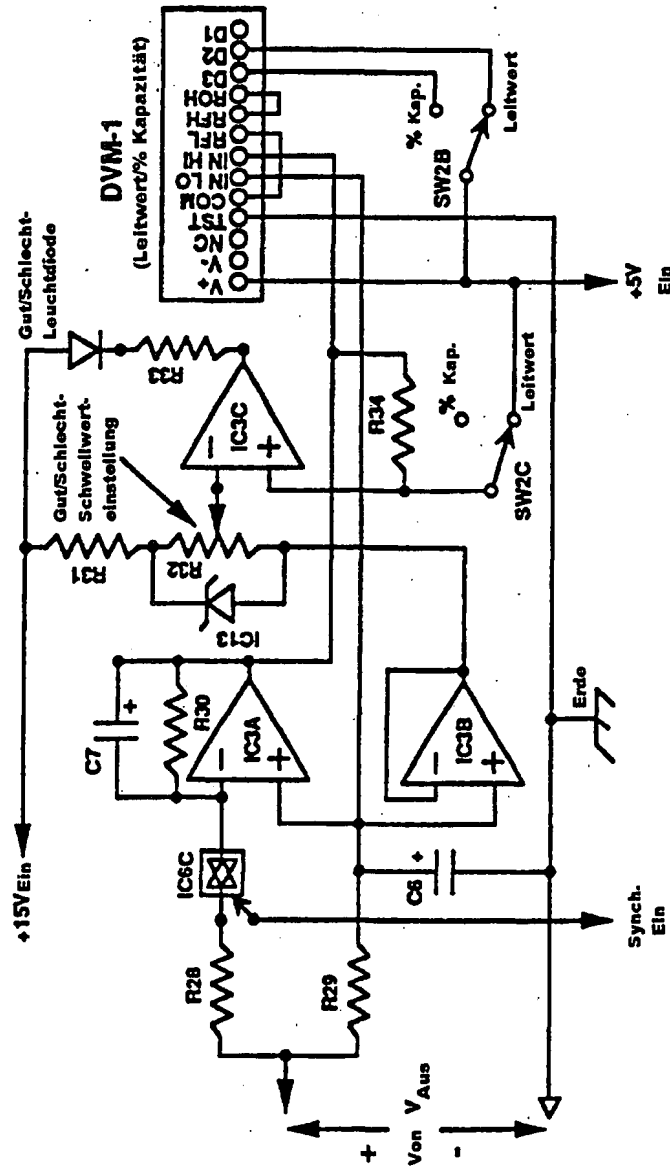 DVM-1
(Leitwert/% Kapazität)
V+
V-
NC
TST
COM
IN LO
IN HI
RFL
RFH
ROH
D3
D2
D1
Gut/Schlecht-
Leuchtdiode
+15V Ein
Gut/Schlecht-
Schwellwert-
einstellung
R31
R32
R33
IC13
C7
+
R30
IC3A
−
+
IC3C
−
+
IC6C
R28
R29
C6
+
IC3B
−
+
R34
% Kap.
Leitwert
SW2C
% Kap.
Leitwert
SW2B
+
Von VAus
-
Synch.
Ein
Erde
+5V
Ein